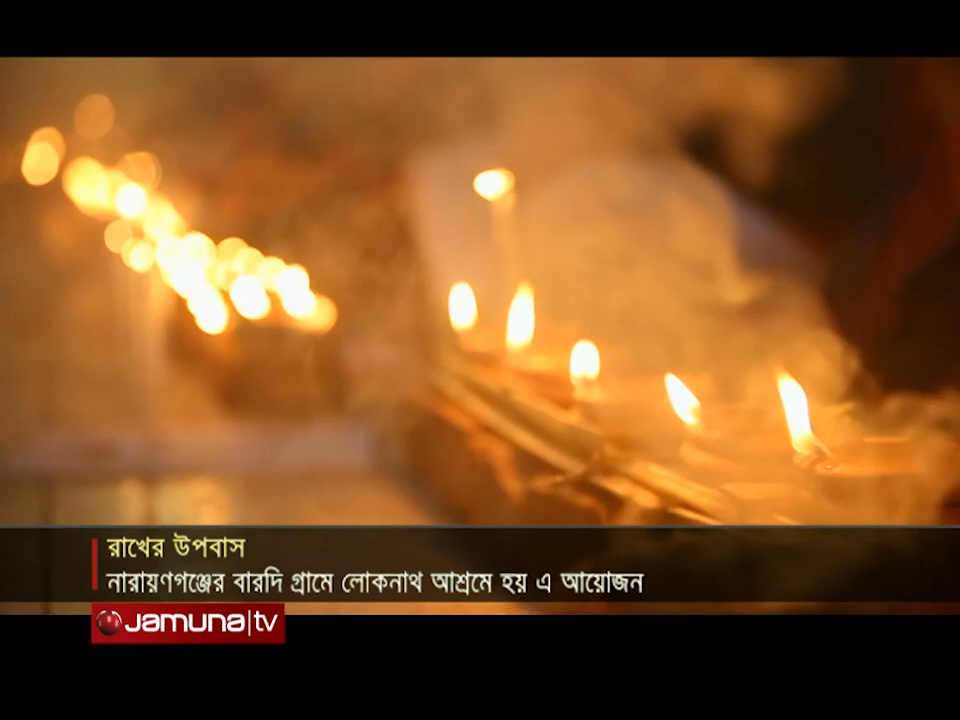 রাখের উপবাস
নারায়ণগঞ্জের বারদি গ্রামে লোকনাথ আশ্রমে হয় এ আয়োজন
Jamuna|tv